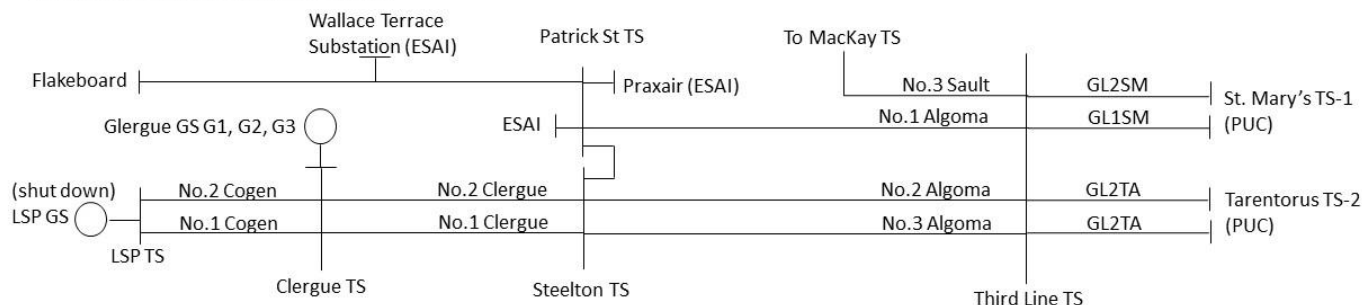 Wallace Terrace
Substation (ESAI)
Patrick St TS
To MacKay TS
Flakeboard
Praxair (ESAI)
No.3 Sault
GL2SM
St. Mary's TS-1
(PUC)
Glergue GS G1, G2, G3
ESAI
No.1 Algoma
GL1SM
(shut down)
LSP GS
No.2 Cogen
No.2 Clergue
No.2 Algoma
GL2TA
Tarentorus TS-2
(PUC)
No.1 Cogen
No.1 Clergue
No.3 Algoma
GL2TA
LSP TS
Clergue TS
Steelton TS
Third Line TS